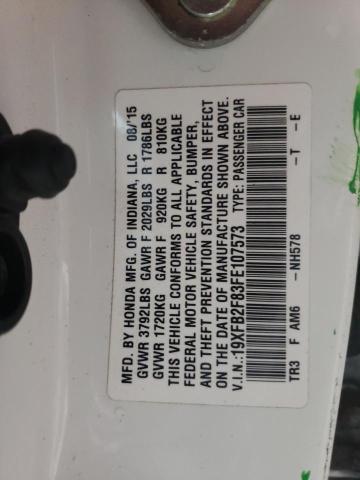 MFD. BY HONDA MFG. OF INDIANA, LLC 08/'15
GVWR 3792LBS GAWR F 2029LBS R 1786LBS
GVWR 1720KG GAWR F 920KG R 810KG
THIS VEHICLE CONFORMS TO ALL APPLICABLE
FEDERAL MOTOR VEHICLE SAFETY, BUMPER,
AND THEFT PREVENTION STANDARDS IN EFFECT
ON THE DATE OF MANUFACTURE SHOWN ABOVE.
V.I.N.:19XFB2F83FE107573 TYPE: PASSENGER CAR
TR3 F AM6 -NH578 -T -E